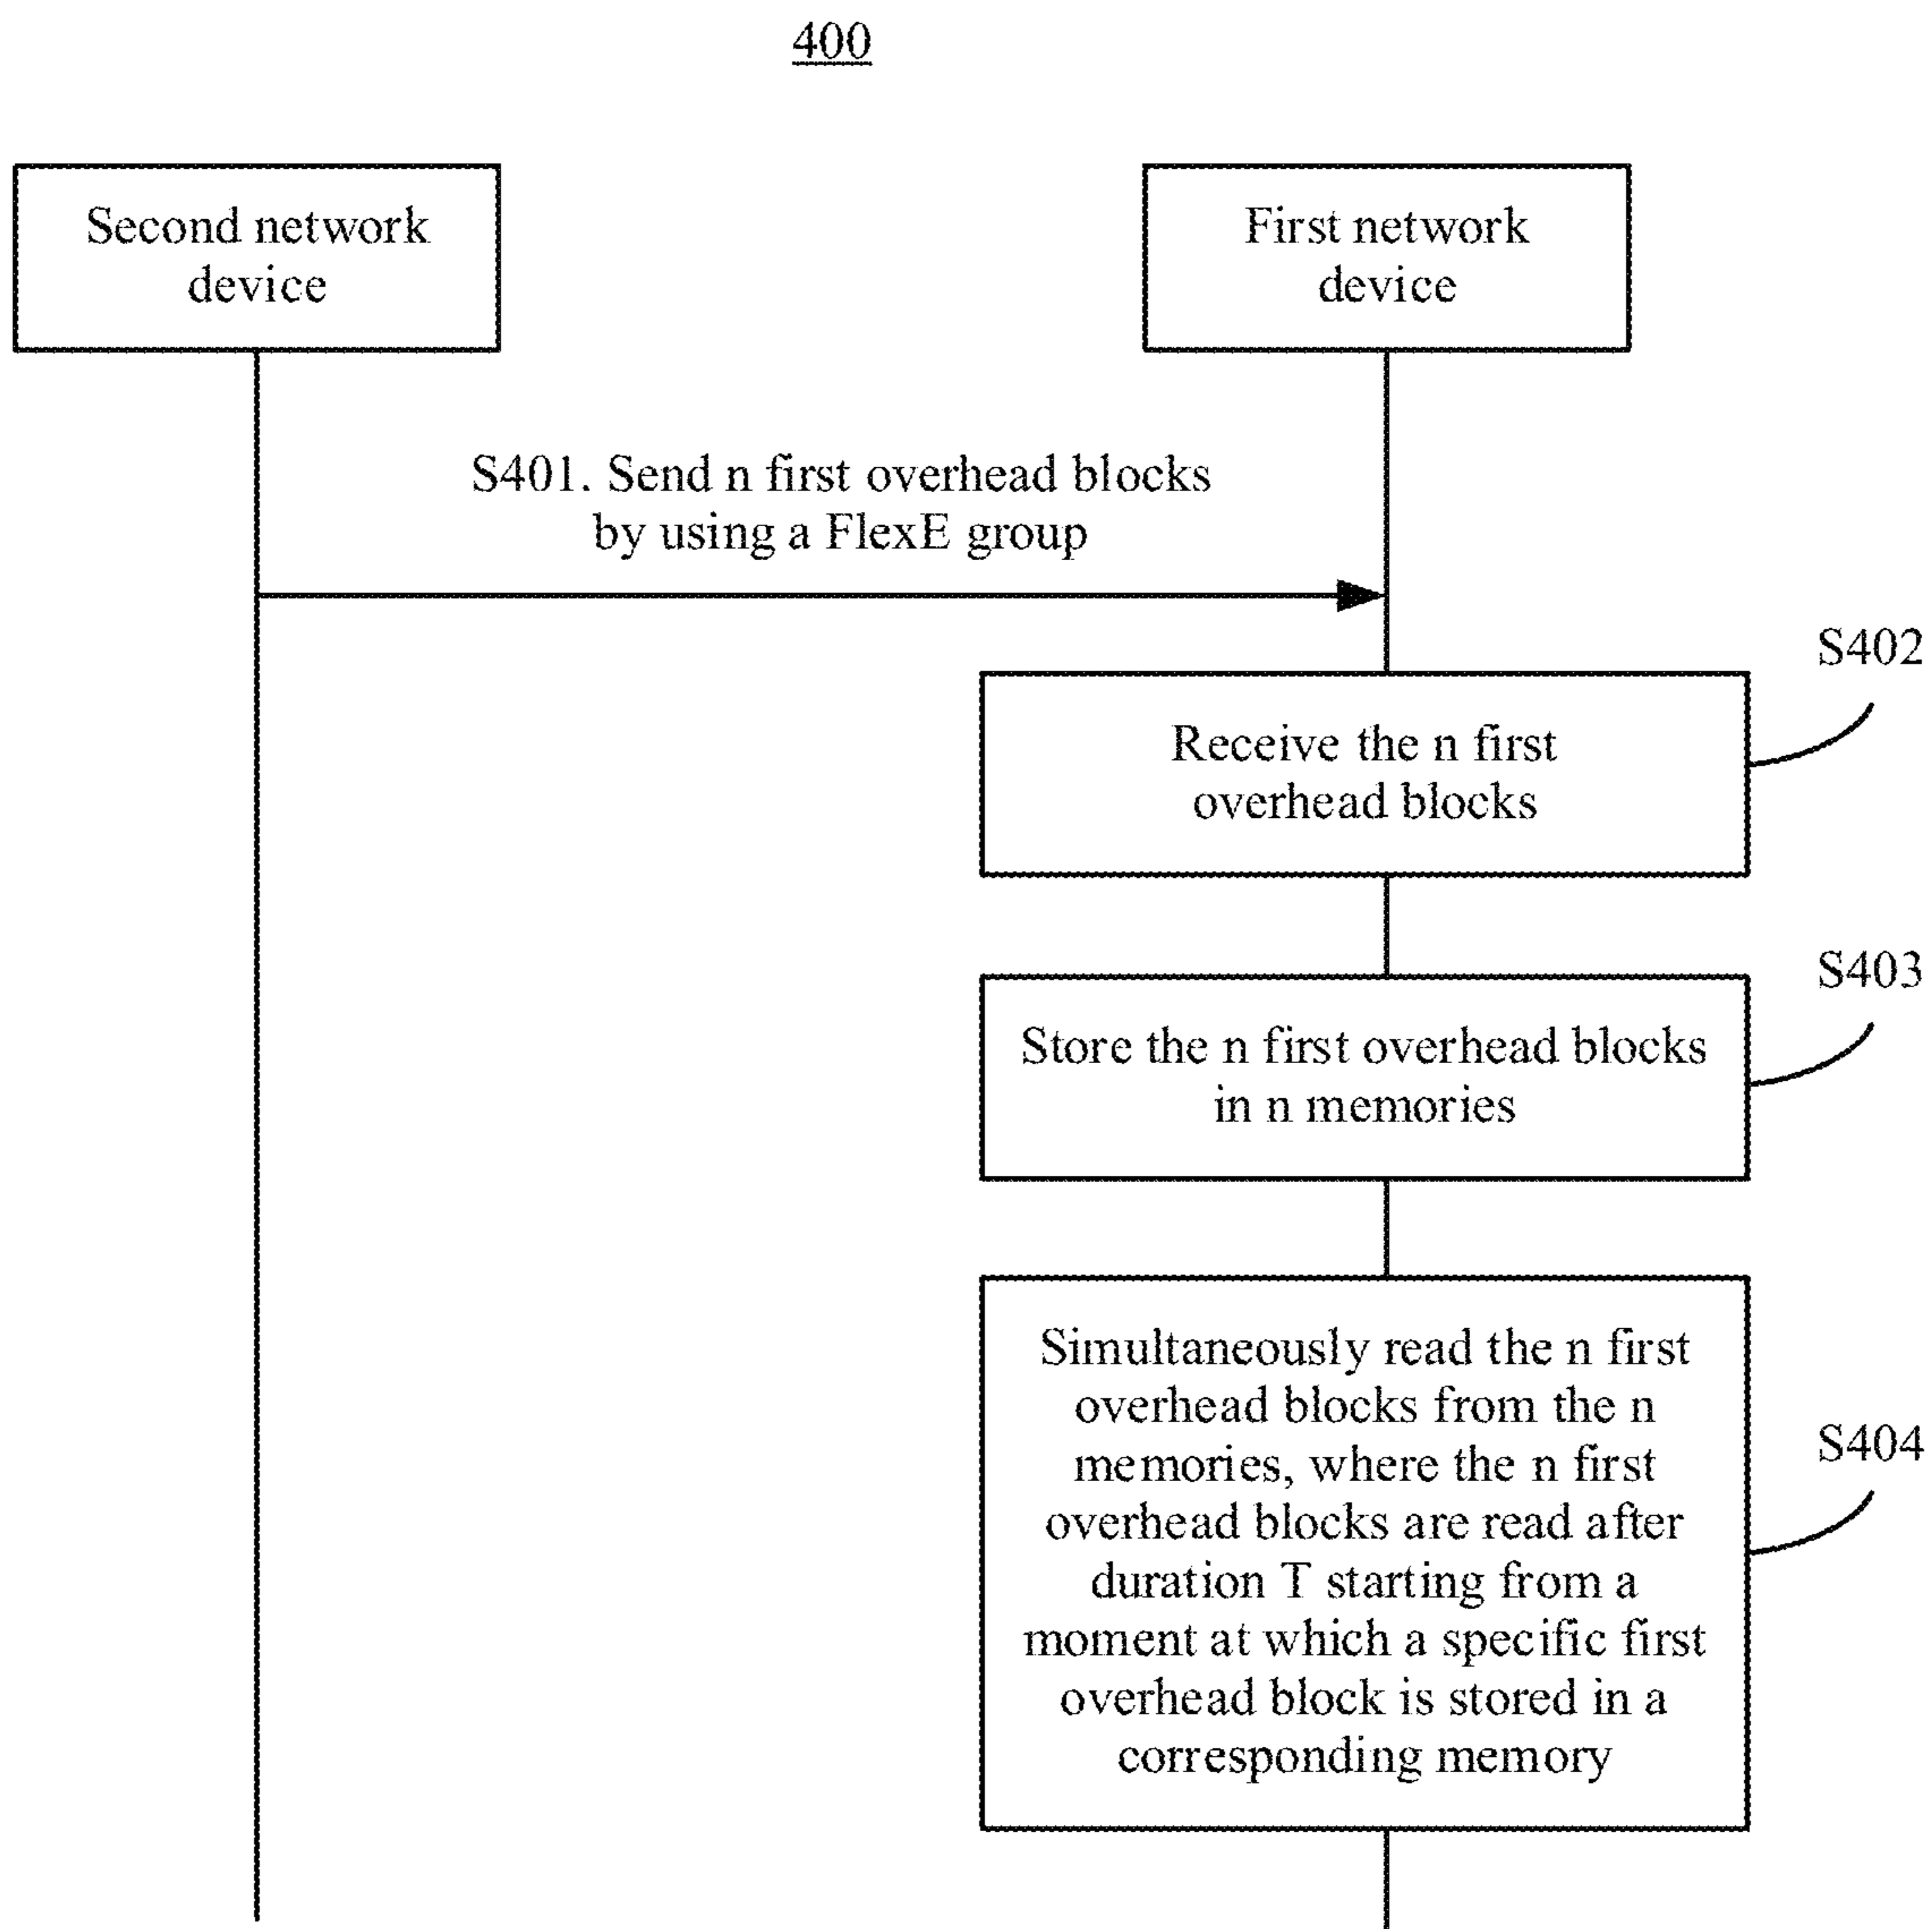 400
Second network
device
First network
device
S401. Send n first overhead blocks
by using a FlexE group
S402
Receive the n first
overhead blocks
S403
Store the n first overhead blocks
in n memories
Simultaneously read the n first
overhead blocks from the n
memories, where the n first
overhead blocks are read after
duration T starting from a
moment at which a specific first
overhead block is stored in a
corresponding memory
S404